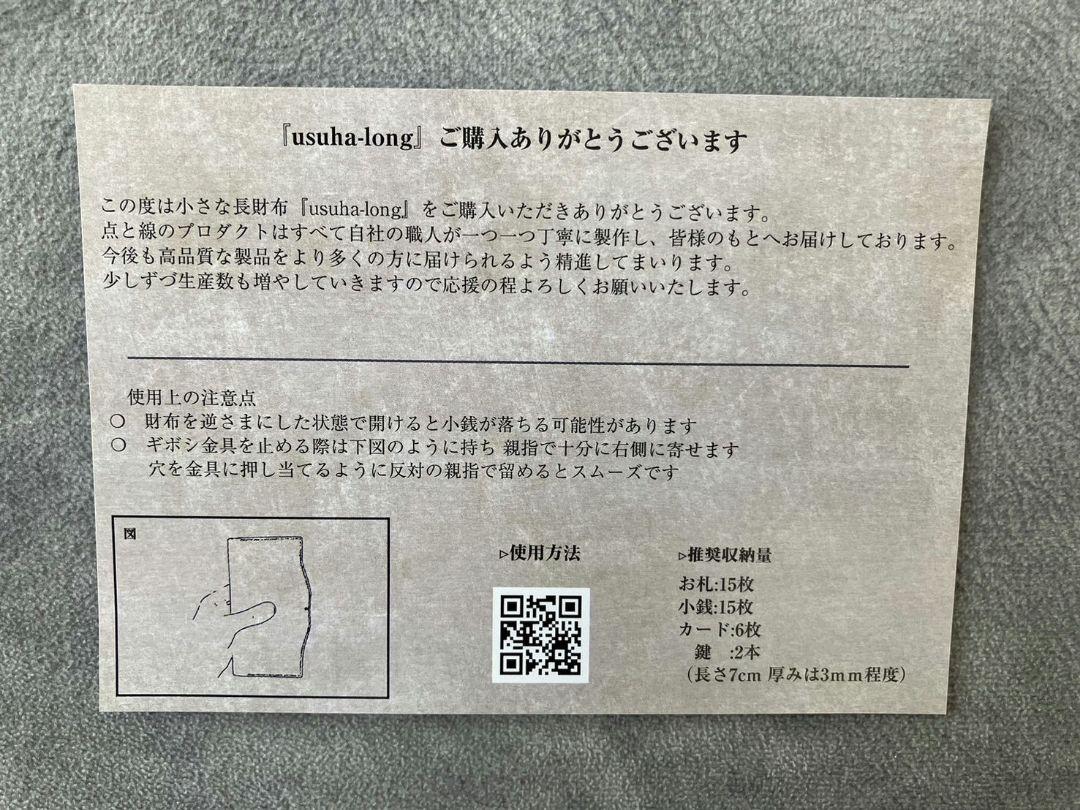 『usuha-long』ご購入ありがとうございます
この度は小さな長財布『usuha-long』をご購入いただきありがとうございます。
点と線のプロダクトはすべて自社の職人が一つ一つ丁寧に製作し、皆様のもとへお届けしております。
今後も高品質な製品をより多くの方に届けられるよう精進してまいります。
少しずづ生産数も増やしていきますので応援の程よろしくお願いいたします。
使用上の注意点
○ 財布を逆さまにした状態で開けると小銭が落ちる可能性があります
○ ギボシ金具を止める際は下図のように持ち 親指で十分に右側に寄せます
穴を金具に押し当てるように反対の親指で留めるとスムーズです
図
▷使用方法
▷推奨収納量
お札:15枚
小銭:15枚
カード:6枚
鍵 :2本
(長さ7cm 厚みは3mm程度)